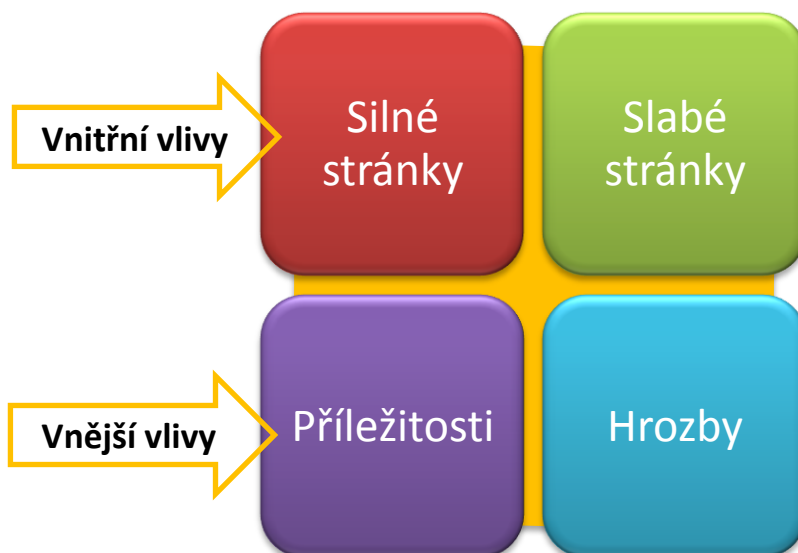 Vnitřní vlivy
Silné
stránky
Slabé
stránky
Vnější vlivy
Příležitosti
Hrozby